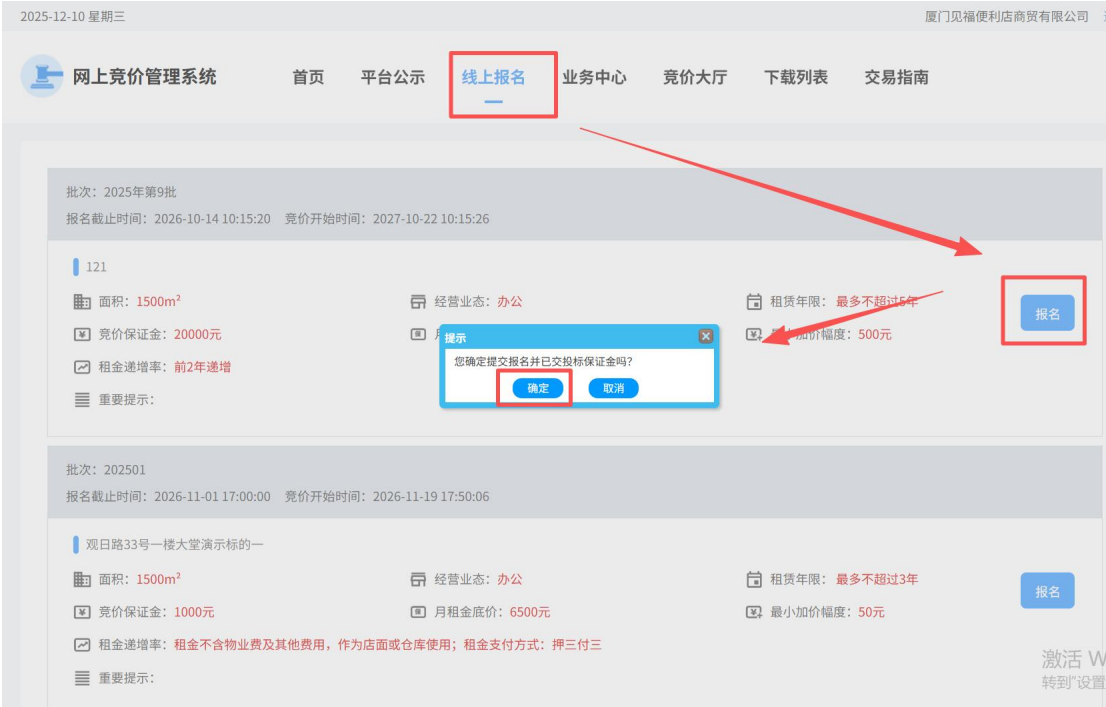 2025-12-10 星期三
厦门见福便利店商贸有限公司
网上竞价管理系统
首页 平台公示 线上报名 业务中心 竞价大厅 下载列表 交易指南
批次：2025年第9批
报名截止时间：2026-10-14 10:15:20 竞价开始时间：2027-10-22 10:15:26
121
面积：1500m²
经营业态：办公
租赁年限：最多不超过5年
报名
竞价保证金：20000元
最小加价幅度：500元
提示
您确定提交报名并已交投标保证金吗？
确定 取消
租金递增率：前2年递增
重要提示：
批次：202501
报名截止时间：2026-11-01 17:00:00 竞价开始时间：2026-11-19 17:50:06
观日路33号一楼大堂演示标的一
面积：1500m²
经营业态：办公
租赁年限：最多不超过3年
报名
竞价保证金：1000元
月租金底价：6500元
最小加价幅度：50元
租金递增率：租金不含物业费及其他费用，作为店面或仓库使用；租金支付方式：押三付三
重要提示：
激活 W
转到"设置